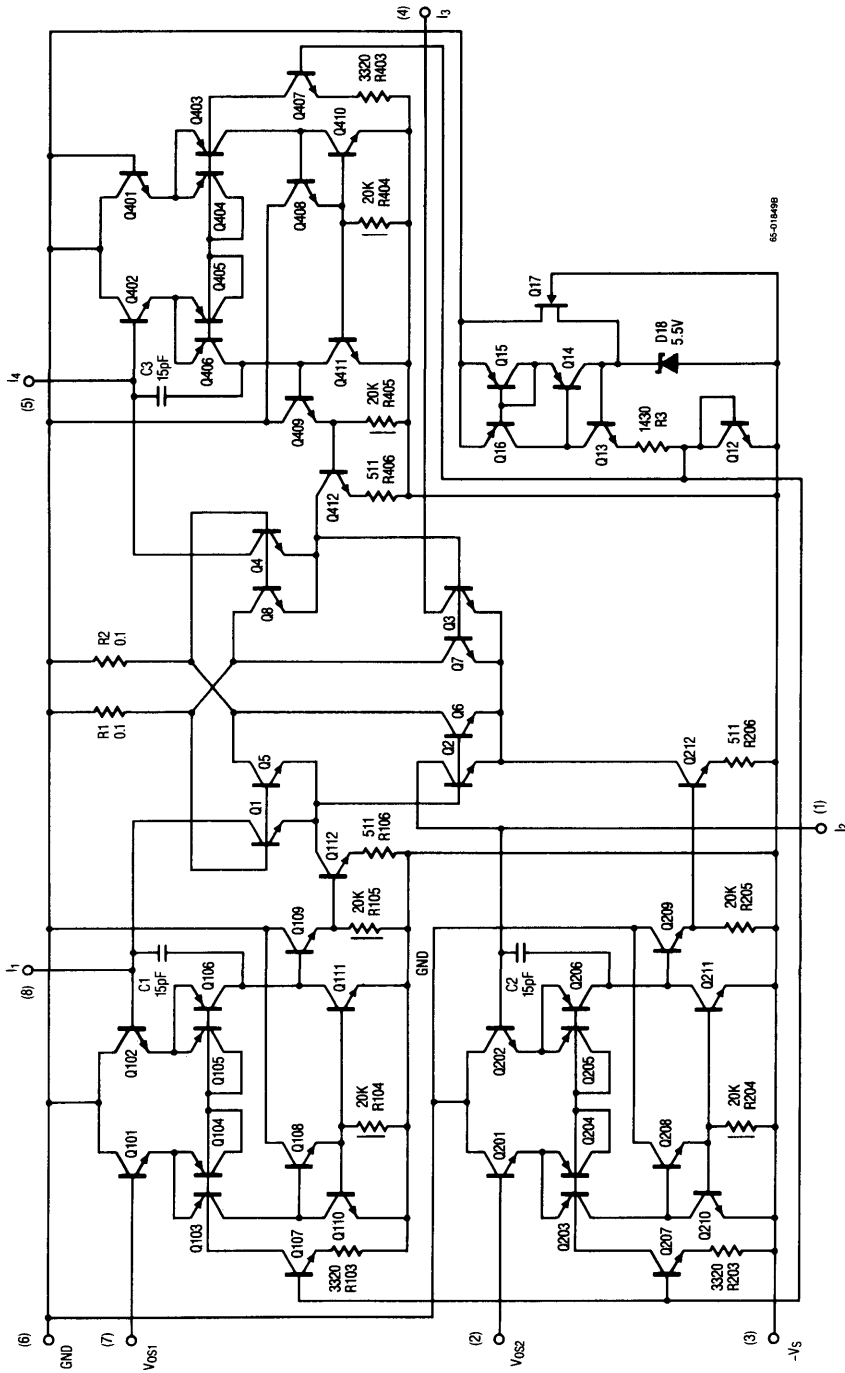 (6)
GND
(7)
VOS1
(8)
I1
(5)
I4
(4)
I3
(2)
VOS2
(3)
-VS
(1)
I2
Q101
Q102
Q103
Q104
Q105
Q106
C1
15pF
Q107
Q108
Q109
Q110
Q111
Q112
3320
R103
20K
R104
20K
R105
511
R106
GND
R1
0.1
R2
0.1
Q1
Q5
Q8
Q4
Q2
Q6
Q7
Q3
Q402
Q401
C3
15pF
Q406
Q405
Q404
Q403
Q409
Q408
Q407
Q412
Q411
Q410
511
R406
20K
R405
20K
R404
3320
R403
Q201
Q202
Q203
Q204
Q205
Q206
C2
15pF
Q207
Q208
Q209
Q210
Q211
Q212
3320
R203
20K
R204
20K
R205
511
R206
Q16
Q15
Q17
Q13
Q14
1430
R3
Q12
D18
5.5V
65-01849B